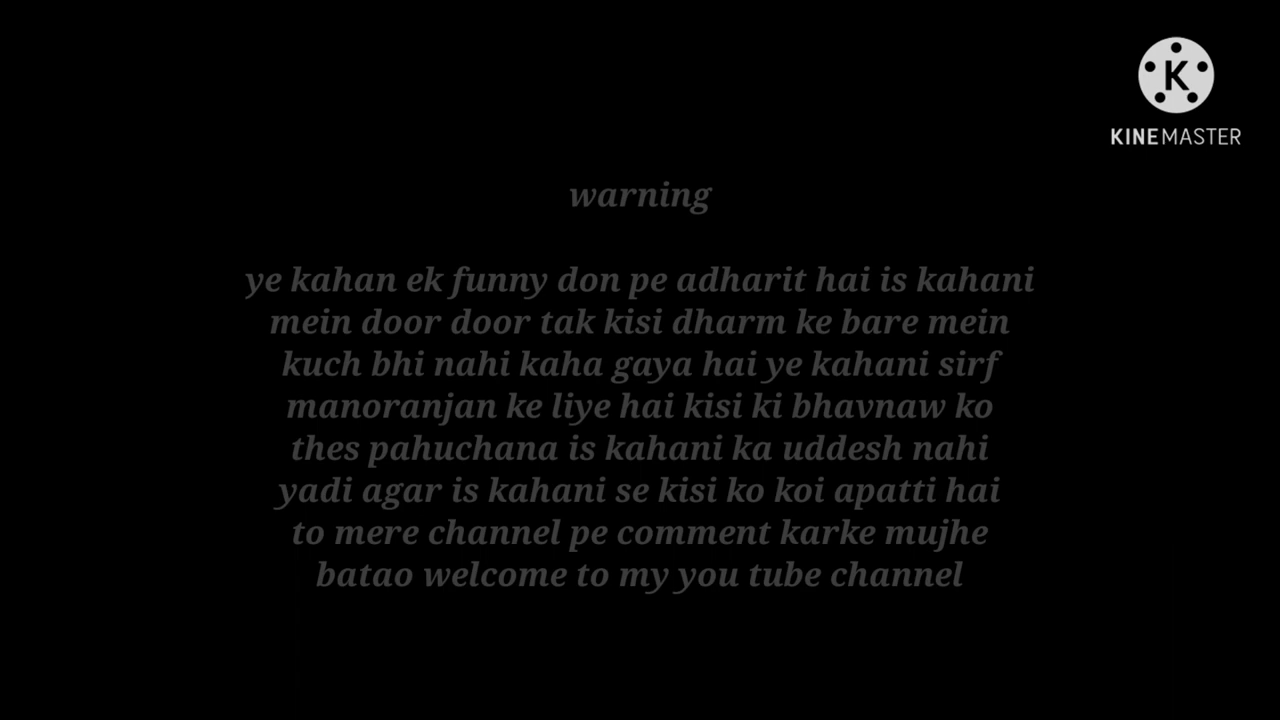 K
KINEMASTER
warning
ye kahan ek funny don pe adharit hai is kahani
mein door door tak kisi dharm ke bare mein
kuch bhi nahi kaha gaya hai ye kahani sirf
manoranjan ke liye hai kisi ki bhavnaw ko
thes pahuchana is kahani ka uddesh nahi
yadi agar is kahani se kisi ko koi apatti hai
to mere channel pe comment karke mujhe
batao welcome to my you tube channel